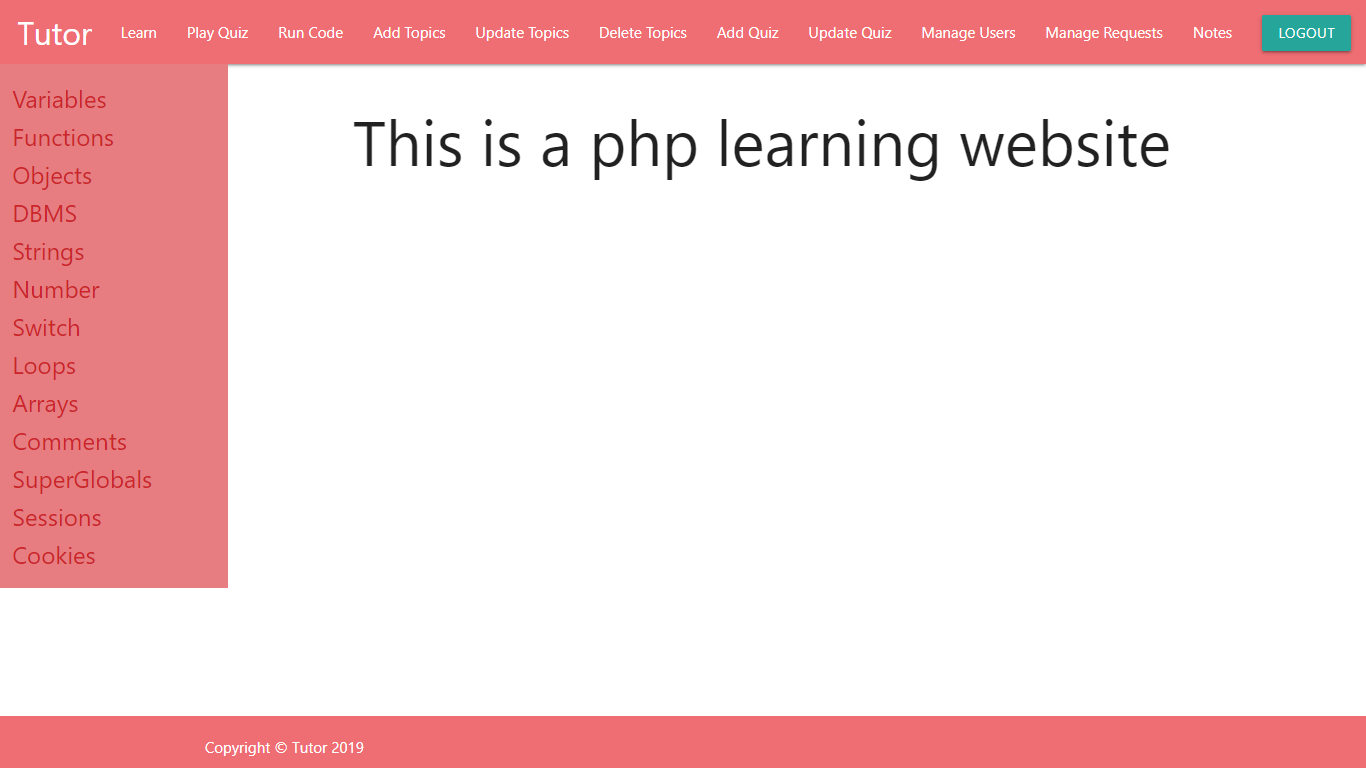 Tutor Learn Play Quiz Run Code Add Topics Update Topics Delete Topics Add Quiz Update Quiz Manage Users Manage Requests Notes LOGOUT
Variables
Functions
Objects
DBMS
Strings
Number
Switch
Loops
Arrays
Comments
SuperGlobals
Sessions
Cookies
This is a php learning website
Copyright © Tutor 2019